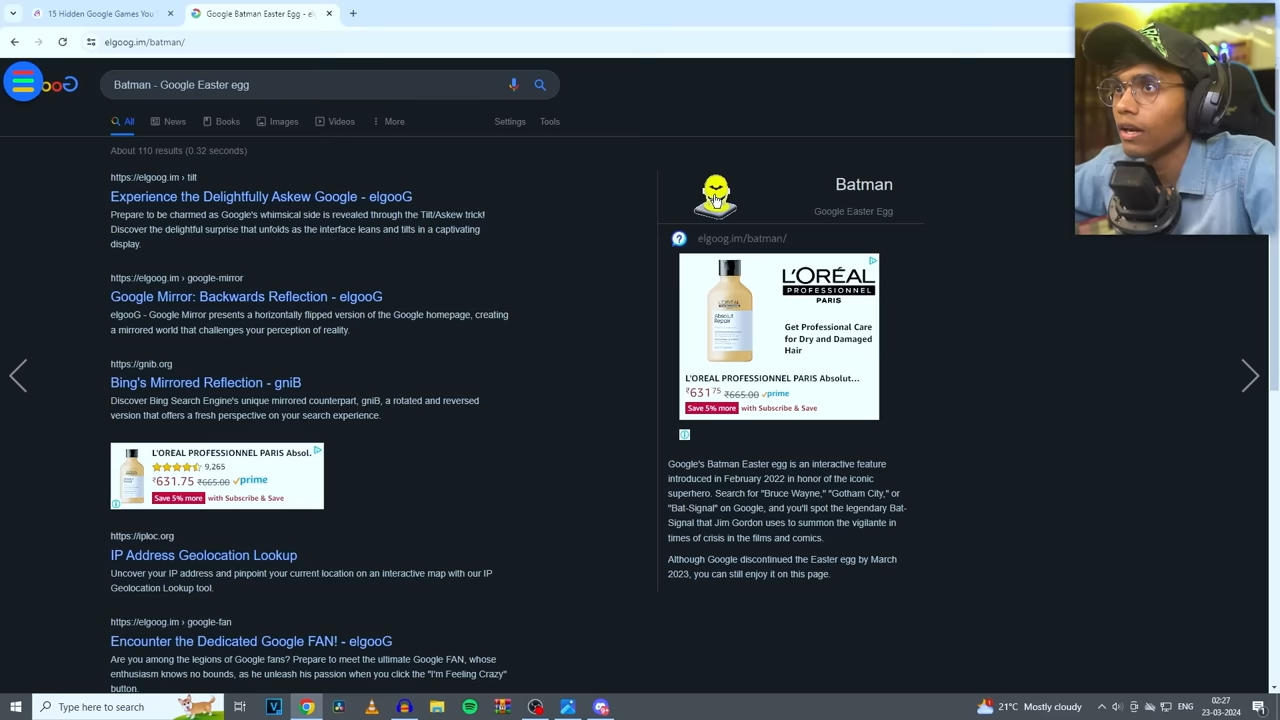 15 Hidden Google Games You
Google Batman Easter Egg - el
elgoog.im/batman/
Batman - Google Easter egg
All
News
Books
Images
Videos
More
Settings
Tools
About 110 results (0.32 seconds)
https://elgoog.im › tilt
Experience the Delightfully Askew Google - elgooG
Prepare to be charmed as Google's whimsical side is revealed through the Tilt/Askew trick!
Discover the delightful surprise that unfolds as the interface leans and tilts in a captivating
display.
https://elgoog.im › google-mirror
Google Mirror: Backwards Reflection - elgooG
elgooG - Google Mirror presents a horizontally flipped version of the Google homepage, creating
a mirrored world that challenges your perception of reality.
https://gnib.org
Bing's Mirrored Reflection - gniB
Discover Bing Search Engine's unique mirrored counterpart, gniB, a rotated and reversed
version that offers a fresh perspective on your search experience.
L'OREAL PROFESSIONNEL PARIS Absol.
9,265
₹631.75 ₹665.00 prime
Save 5% more with Subscribe & Save
https://iploc.org
IP Address Geolocation Lookup
Uncover your IP address and pinpoint your current location on an interactive map with our IP
Geolocation Lookup tool.
https://elgoog.im › google-fan
Encounter the Dedicated Google FAN! - elgooG
Are you among the legions of Google fans? Prepare to meet the ultimate Google FAN, whose
enthusiasm knows no bounds, as he unleash his passion when you click the "I'm Feeling Crazy"
button.
Batman
Google Easter Egg
elgoog.im/batman/
L'ORÉAL
PROFESSIONNEL
PARIS
Absolut
Repair
Get Professional Care
for Dry and Damaged
Hair
L'OREAL PROFESSIONNEL PARIS Absolut...
₹631 75 ₹665.00 prime
Save 5% more with Subscribe & Save
Google's Batman Easter egg is an interactive feature
introduced in February 2022 in honor of the iconic
superhero. Search for "Bruce Wayne," "Gotham City," or
"Bat-Signal" on Google, and you'll spot the legendary Bat-
Signal that Jim Gordon uses to summon the vigilante in
times of crisis in the films and comics.
Although Google discontinued the Easter egg by March
2023, you can still enjoy it on this page.
Type here to search
21°C Mostly cloudy
ENG
02:27
23-03-2024